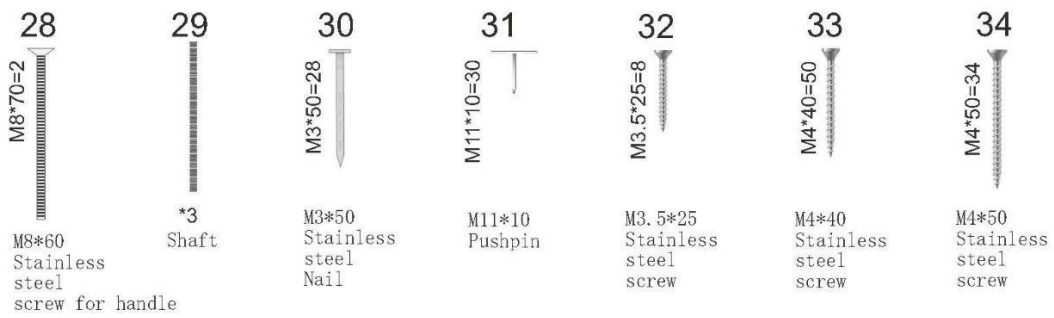 28 29 30 31 32 33 34
M8*70=2
M3*50=28
M11*10=30
M3.5*25=8
M4*40=50
M4*50=34
*3
M8*60
Stainless
steel
screw for handle
Shaft
M3*50
Stainless
steel
Nail
M11*10
Pushpin
M3.5*25
Stainless
steel
screw
M4*40
Stainless
steel
screw
M4*50
Stainless
steel
screw